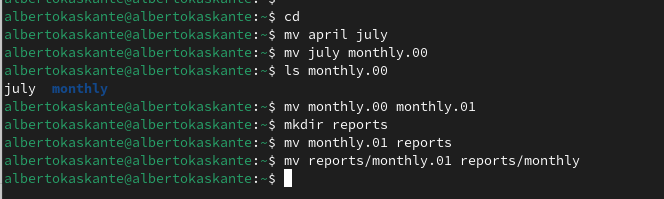 albertokaskante@albertokaskante:~$ cd
albertokaskante@albertokaskante:~$ mv april july
albertokaskante@albertokaskante:~$ mv july monthly.00
albertokaskante@albertokaskante:~$ ls monthly.00
july  monthly
albertokaskante@albertokaskante:~$ mv monthly.00 monthly.01
albertokaskante@albertokaskante:~$ mkdir reports
albertokaskante@albertokaskante:~$ mv monthly.01 reports
albertokaskante@albertokaskante:~$ mv reports/monthly.01 reports/monthly
albertokaskante@albertokaskante:~$